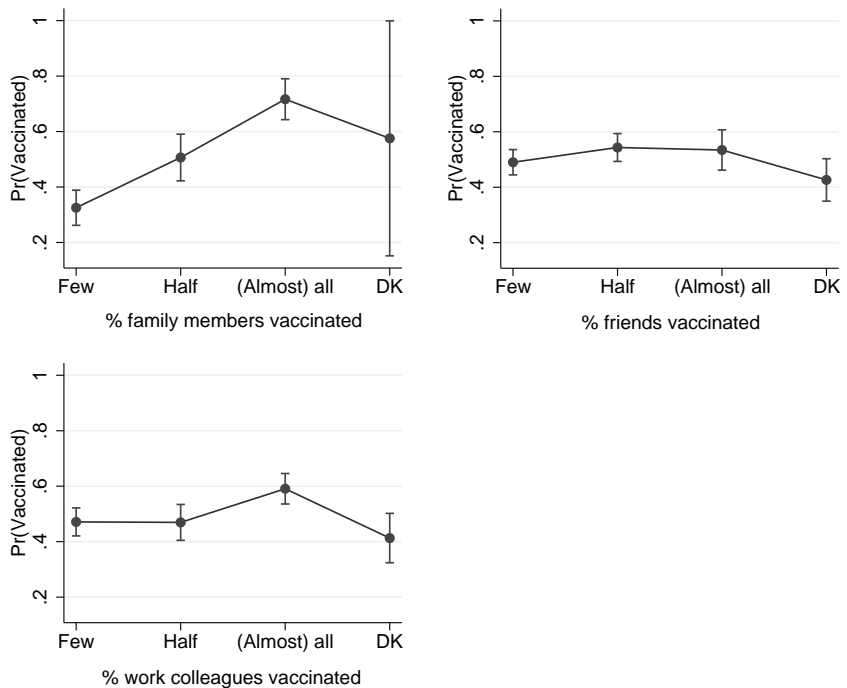 Pr(Vaccinated)
1
.8
.6
.4
.2
Few Half (Almost) all DK
% family members vaccinated
Pr(Vaccinated)
1
.8
.6
.4
.2
Few Half (Almost) all DK
% friends vaccinated
Pr(Vaccinated)
1
.8
.6
.4
.2
Few Half (Almost) all DK
% work colleagues vaccinated